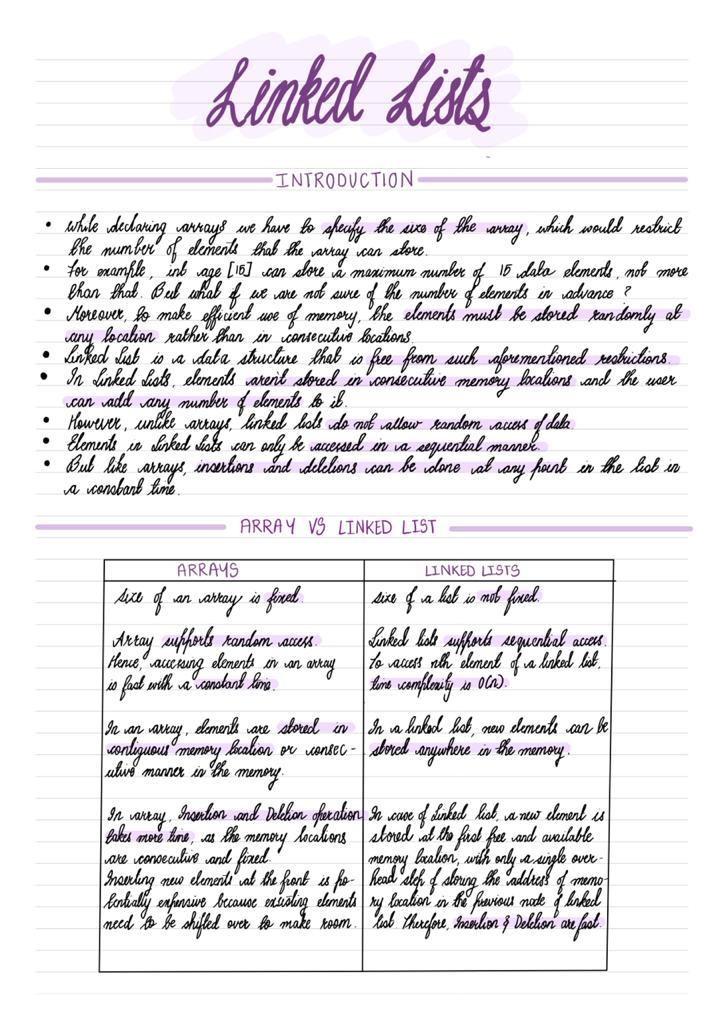 Linked Lists
INTRODUCTION
• While declaring arrays we have to specify the size of the array, which would restrict
the number of elements that the array can store.
• For example, int age [15] can store a maximum number of 15 data elements, not more
than that. But what if we are not sure of the number of elements in advance ?
• Moreover, to make efficient use of memory, the elements must be stored randomly at
any location rather than in consecutive locations
• Linked List is a data structure that is free from such aforementioned restrictions.
• In Linked Lists, elements aren't stored in consecutive memory locations and the user
can add any number of elements to it.
• However, unlike arrays, linked lists do not allow random access of data
• Elements in Linked Lists can only be accessed in a sequential manner.
• But like arrays, insertions and deletions can be done at any point in the list in
a constant time.
ARRAY VS LINKED LIST
ARRAYS
size of an array is fixed.
Array supports random access.
Hence, accessing elements in an array
is fast with a constant time.
In an array, elements are stored in
contiguous memory location or consec-
utive manner in the memory.
In array, Insertion and Deletion operation
takes more time, as the memory locations
are consecutive and fixed.
Inserting new elements at the front is po-
tentially expensive because existing elements
need to be shifted over to make room.
LINKED LISTS
size of a list is not fixed.
Linked lists supports sequential access.
To access nth element of a linked list,
time complexity is O(n).
In a linked list, new elements can be
stored anywhere in the memory.
In case of Linked list, a new element is
stored at the first free and available
memory location, with only a single over-
head step of storing the address of memo-
ry location in the previous node of linked
list. Therefore, Insertion & Deletion are fast.